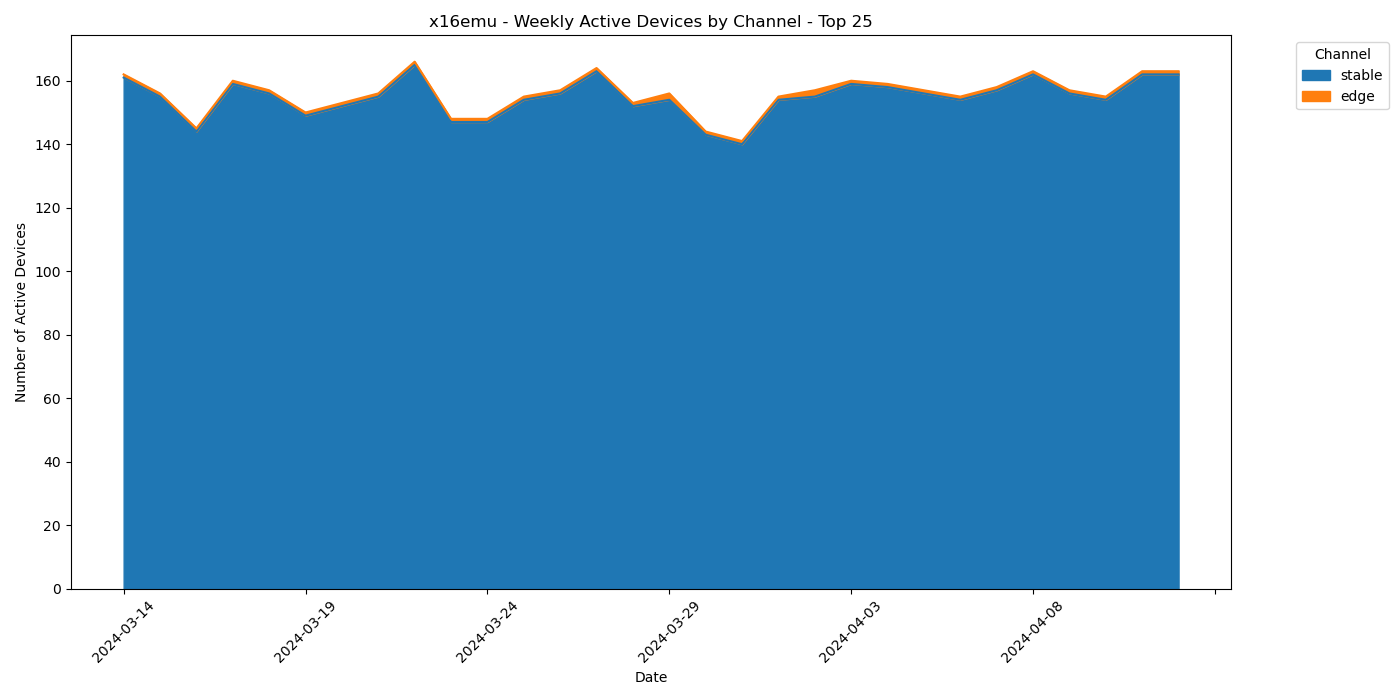 x16emu - Weekly Active Devices by Channel - Top 25
Channel
stable
edge
Number of Active Devices
160
140
120
100
80
60
40
20
0
2024-03-14
2024-03-19
2024-03-24
2024-03-29
2024-04-03
2024-04-08
Date